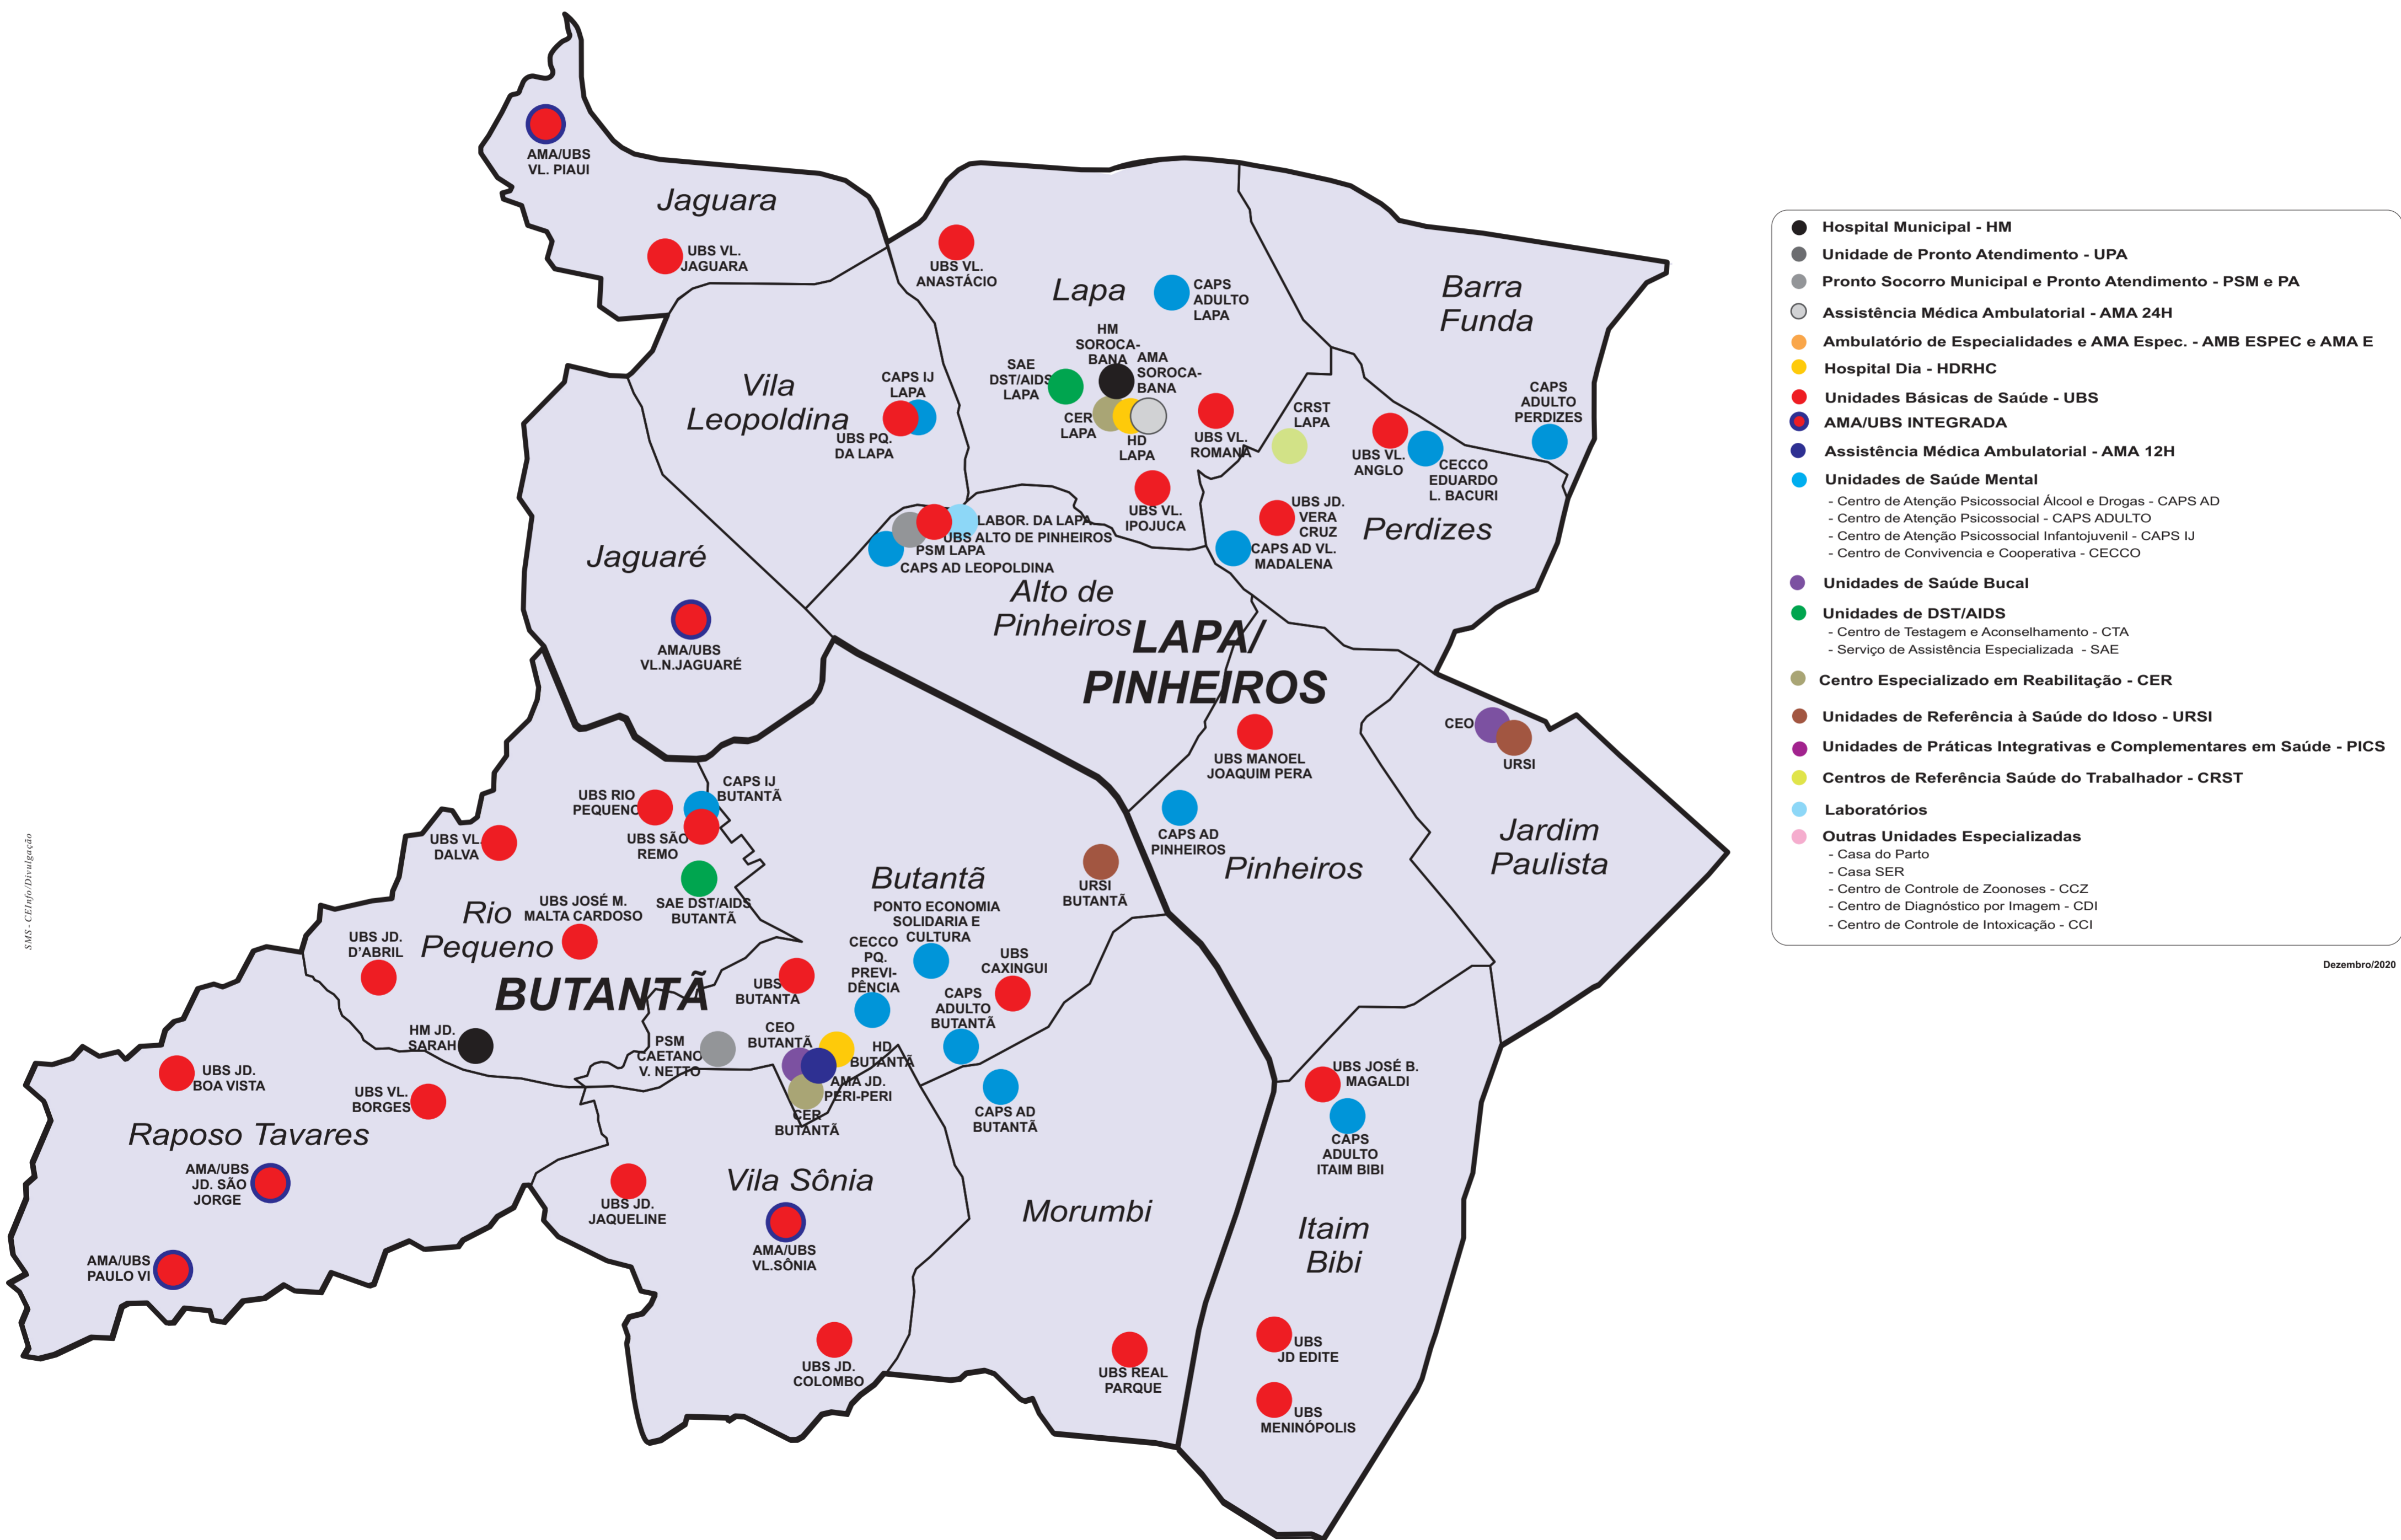 AMA/UBS
VL. PIAUI
Jaguara
UBS VL.
JAGUARA
UBS VL.
ANASTÁCIO
Lapa
CAPS
ADULTO
LAPA
Barra
Funda
HM
SOROCA-
BANA
AMA
SOROCA-
BANA
SAE
DST/AIDS
LAPA
CER
LAPA
HD
LAPA
UBS VL.
ROMANA
CRST
LAPA
CAPS
ADULTO
PERDIZES
UBS VL.
ANGLO
CECCO
EDUARDO
L. BACURI
Vila
Leopoldina
CAPS IJ
LAPA
UBS PQ.
DA LAPA
UBS VL.
IPOJUCA
UBS JD.
VERA
CRUZ
Perdizes
CAPS AD VL.
MADALENA
LABOR. DA LAPA
UBS ALTO DE PINHEIROS
PSM LAPA
CAPS AD LEOPOLDINA
Jaguaré
Alto de
Pinheiros
LAPA/
PINHEIROS
AMA/UBS
VL.N.JAGUARÉ
CEO
URSI
UBS MANOEL
JOAQUIM PERA
CAPS AD
PINHEIROS
Pinheiros
Jardim
Paulista
CAPS IJ
BUTANTÃ
UBS RIO
PEQUENO
UBS SÃO
REMO
UBS VL.
DALVA
SAE DST/AIDS
BUTANTÃ
Butantã
URSI
BUTANTÃ
Rio
Pequeno
UBS JOSÉ M.
MALTA CARDOSO
PONTO ECONOMIA
SOLIDARIA E
CULTURA
CECCO
PQ.
PREVI-
DÊNCIA
UBS
CAXINGUI
UBS JD.
D'ABRIL
BUTANTÃ
UBS
BUTANTÃ
CAPS
ADULTO
BUTANTÃ
HM JD.
SARAH
PSM
CAETANO
V. NETTO
CEO
BUTANTÃ
HD
BUTANTÃ
AMA JD.
PERI-PERI
CER
BUTANTÃ
CAPS AD
BUTANTÃ
UBS JD.
BOA VISTA
UBS VL.
BORGES
Raposo Tavares
AMA/UBS
JD. SÃO
JORGE
AMA/UBS
PAULO VI
UBS JD.
JAQUELINE
Vila Sônia
AMA/UBS
VL.SÔNIA
UBS JD.
COLOMBO
Morumbi
UBS REAL
PARQUE
UBS JOSÉ B.
MAGALDI
CAPS
ADULTO
ITAIM BIBI
Itaim
Bibi
UBS
JD EDITE
UBS
MENINÓPOLIS
SMS - CEInfo/Divulgação
Hospital Municipal - HM
Unidade de Pronto Atendimento - UPA
Pronto Socorro Municipal e Pronto Atendimento - PSM e PA
Assistência Médica Ambulatorial - AMA 24H
Ambulatório de Especialidades e AMA Espec. - AMB ESPEC e AMA E
Hospital Dia - HDRHC
Unidades Básicas de Saúde - UBS
AMA/UBS INTEGRADA
Assistência Médica Ambulatorial - AMA 12H
Unidades de Saúde Mental
- Centro de Atenção Psicossocial Álcool e Drogas - CAPS AD
- Centro de Atenção Psicossocial - CAPS ADULTO
- Centro de Atenção Psicossocial Infantojuvenil - CAPS IJ
- Centro de Convivencia e Cooperativa - CECCO
Unidades de Saúde Bucal
Unidades de DST/AIDS
- Centro de Testagem e Aconselhamento - CTA
- Serviço de Assistência Especializada - SAE
Centro Especializado em Reabilitação - CER
Unidades de Referência à Saúde do Idoso - URSI
Unidades de Práticas Integrativas e Complementares em Saúde - PICS
Centros de Referência Saúde do Trabalhador - CRST
Laboratórios
Outras Unidades Especializadas
- Casa do Parto
- Casa SER
- Centro de Controle de Zoonoses - CCZ
- Centro de Diagnóstico por Imagem - CDI
- Centro de Controle de Intoxicação - CCI
Dezembro/2020